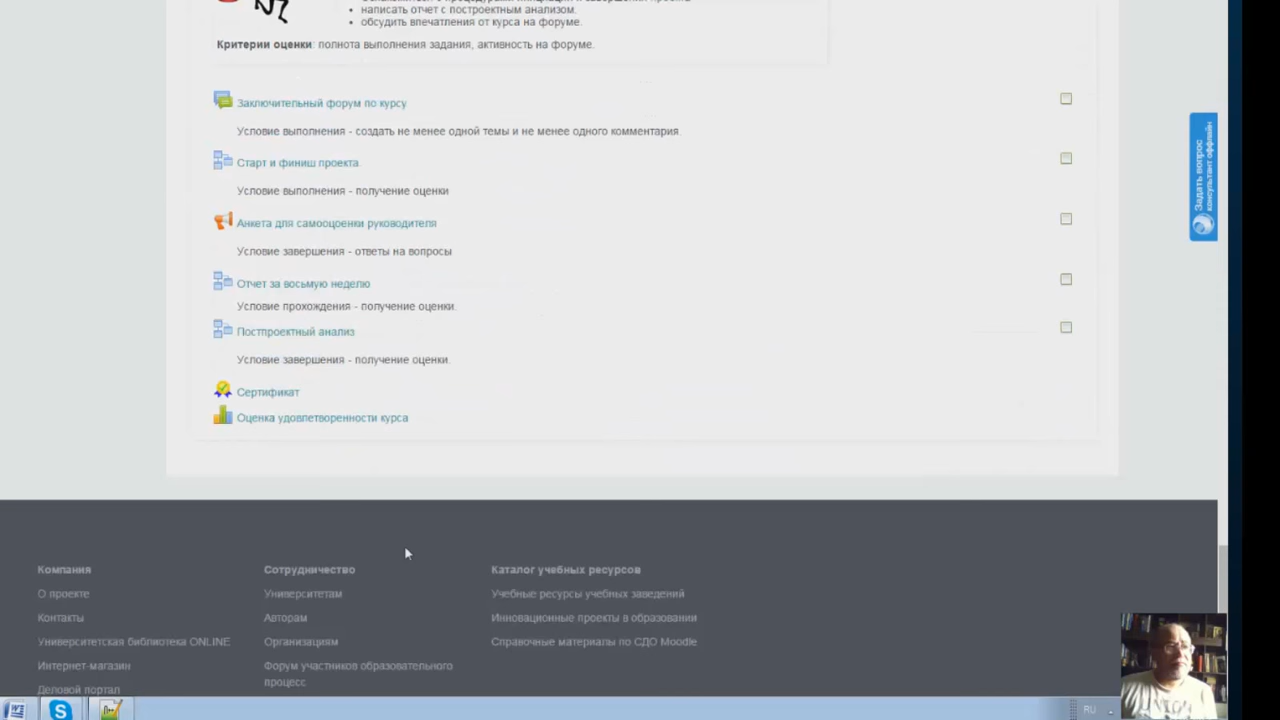 написать отчет с построектным анализом.
обсудить впечатления от курса на форуме.
Критерии оценки: полнота выполнения задания, активность на форуме.
Заключительный форум по курсу
Условие выполнения - создать не менее одной темы и не менее одного комментария.
Старт и финиш проекта.
Условие выполнения - получение оценки
Анкета для самооцоенки руководителя
Условие завершения - ответы на вопросы
Отчет за восьмую неделю
Условие прохождения - получение оценки.
Постпроектный анализ
Условие завершения - получение оценки.
Сертификат
Оценка удовлетворенности курса
Задать вопрос
консультант оффлайн
Компания
Сотрудничество
Каталог учебных ресурсов
О проекте
Университетам
Учебные ресурсы учебных заведений
Контакты
Авторам
Инновационные проекты в образовании
Университетская библиотека ONLINE
Организациям
Справочные материалы по СДО Moodle
Интернет-магазин
Форум участников образовательного
процесс
Деловой портал
RU